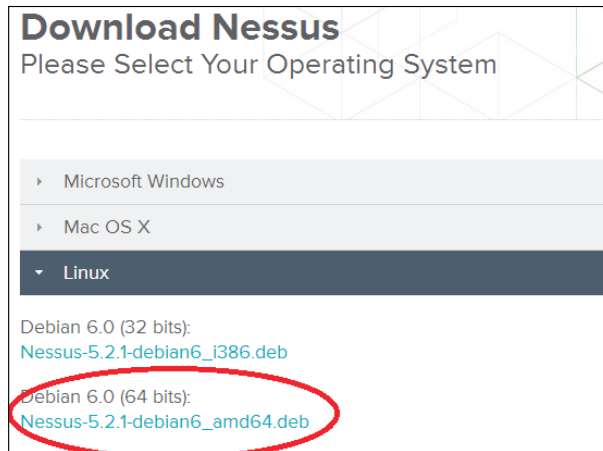 Download Nessus
Please Select Your Operating System
Microsoft Windows
Mac OS X
Linux
Debian 6.0 (32 bits):
Nessus-5.2.1-debian6_i386.deb
Debian 6.0 (64 bits):
Nessus-5.2.1-debian6_amd64.deb